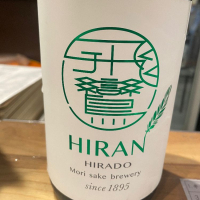 HIRAN
HIRADO
Mori sake brewery
since 1895